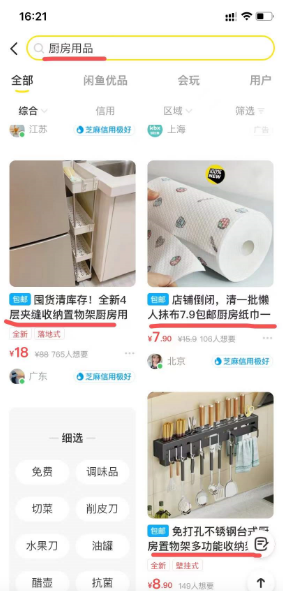 16:21
厨房用品
全部
闲鱼优品
会玩
用户
综合
信用
区域
筛选
江苏
芝麻信用极好
上海
广告
100%
NEW
包邮 囤货清库存！全新4
层夹缝收纳置物架厨房用
全新 落地式
¥18 ¥88 765人想要
广东
芝麻信用极好
包邮 店铺倒闭，清一批懒
人抹布7.9包邮厨房纸巾一
¥7.90 ¥15.9 106人想要
北京
芝麻信用极好
细选
免费
调味品
切菜
削皮刀
水果刀
油罐
醋壶
抗菌
包邮 免打孔不锈钢台式厨
房置物架多功能收纳
全新 壁挂式
¥8.90 149人想要